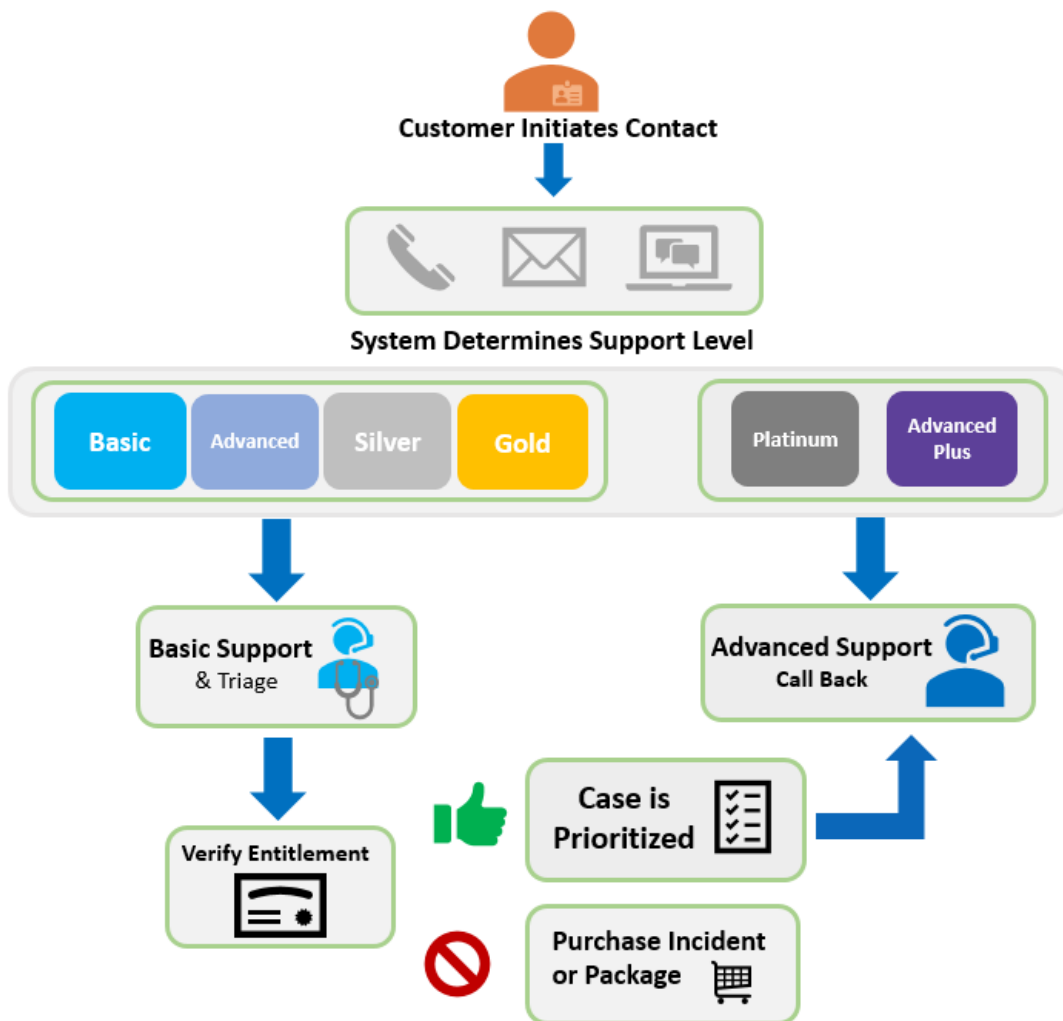 Customer Initiates Contact
System Determines Support Level
Basic
Advanced
Silver
Gold
Platinum
Advanced
Plus
Basic Support
& Triage
Advanced Support
Call Back
Verify Entitlement
Case is
Prioritized
Purchase Incident
or Package